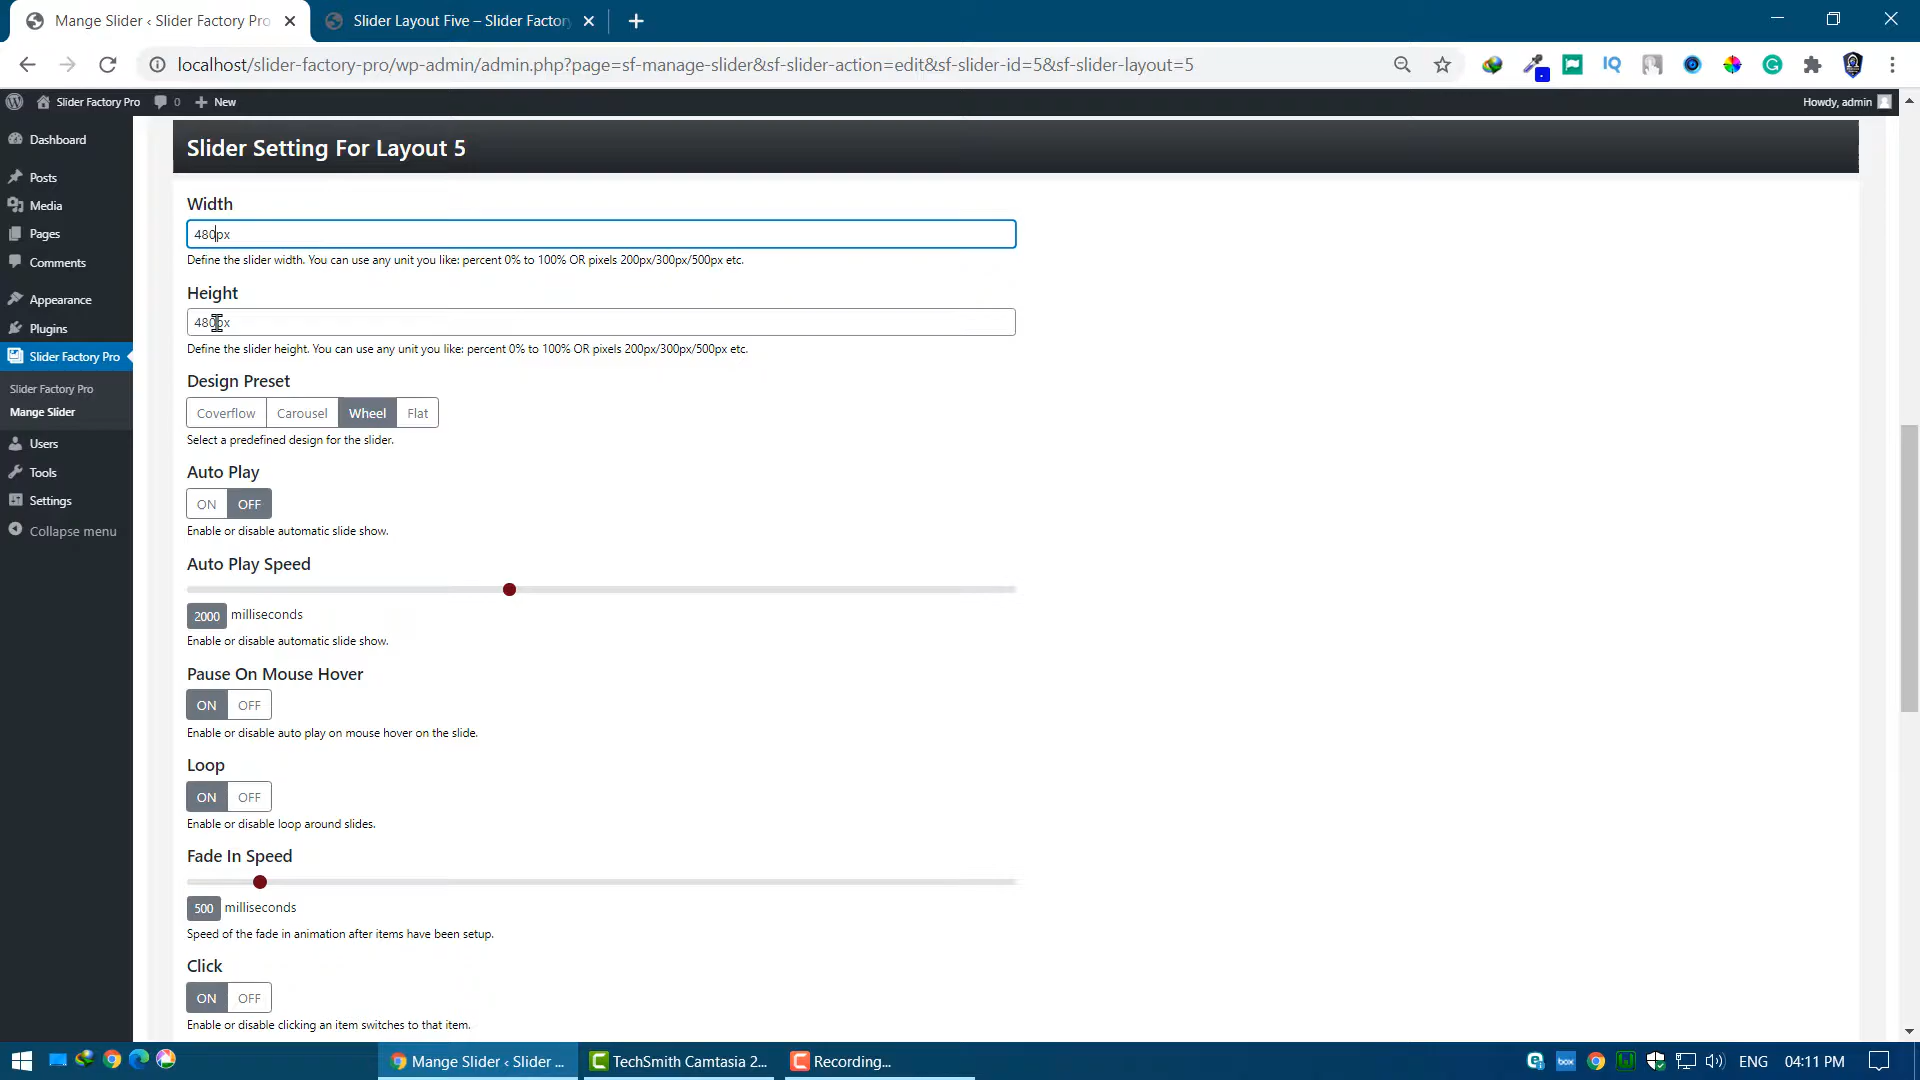 Mange Slider ‹ Slider Factory Pro
Slider Layout Five – Slider Factory
localhost/slider-factory-pro/wp-admin/admin.php?page=sf-manage-slider&sf-slider-action=edit&sf-slider-id=5&sf-slider-layout=5
IQ
Slider Factory Pro
0
New
Howdy, admin
Dashboard
Posts
Media
Pages
Comments
Appearance
Plugins
Slider Factory Pro
Slider Factory Pro
Mange Slider
Users
Tools
Settings
Collapse menu
Slider Setting For Layout 5
Width
480px
Define the slider width. You can use any unit you like: percent 0% to 100% OR pixels 200px/300px/500px etc.
Height
480px
Define the slider height. You can use any unit you like: percent 0% to 100% OR pixels 200px/300px/500px etc.
Design Preset
Coverflow Carousel Wheel Flat
Select a predefined design for the slider.
Auto Play
ON OFF
Enable or disable automatic slide show.
Auto Play Speed
2000 milliseconds
Enable or disable automatic slide show.
Pause On Mouse Hover
ON OFF
Enable or disable auto play on mouse hover on the slide.
Loop
ON OFF
Enable or disable loop around slides.
Fade In Speed
500 milliseconds
Speed of the fade in animation after items have been setup.
Click
ON OFF
Enable or disable clicking an item switches to that item.
Mange Slider ‹ Slider ...
TechSmith Camtasia 2...
Recording...
box
ENG
04:11 PM